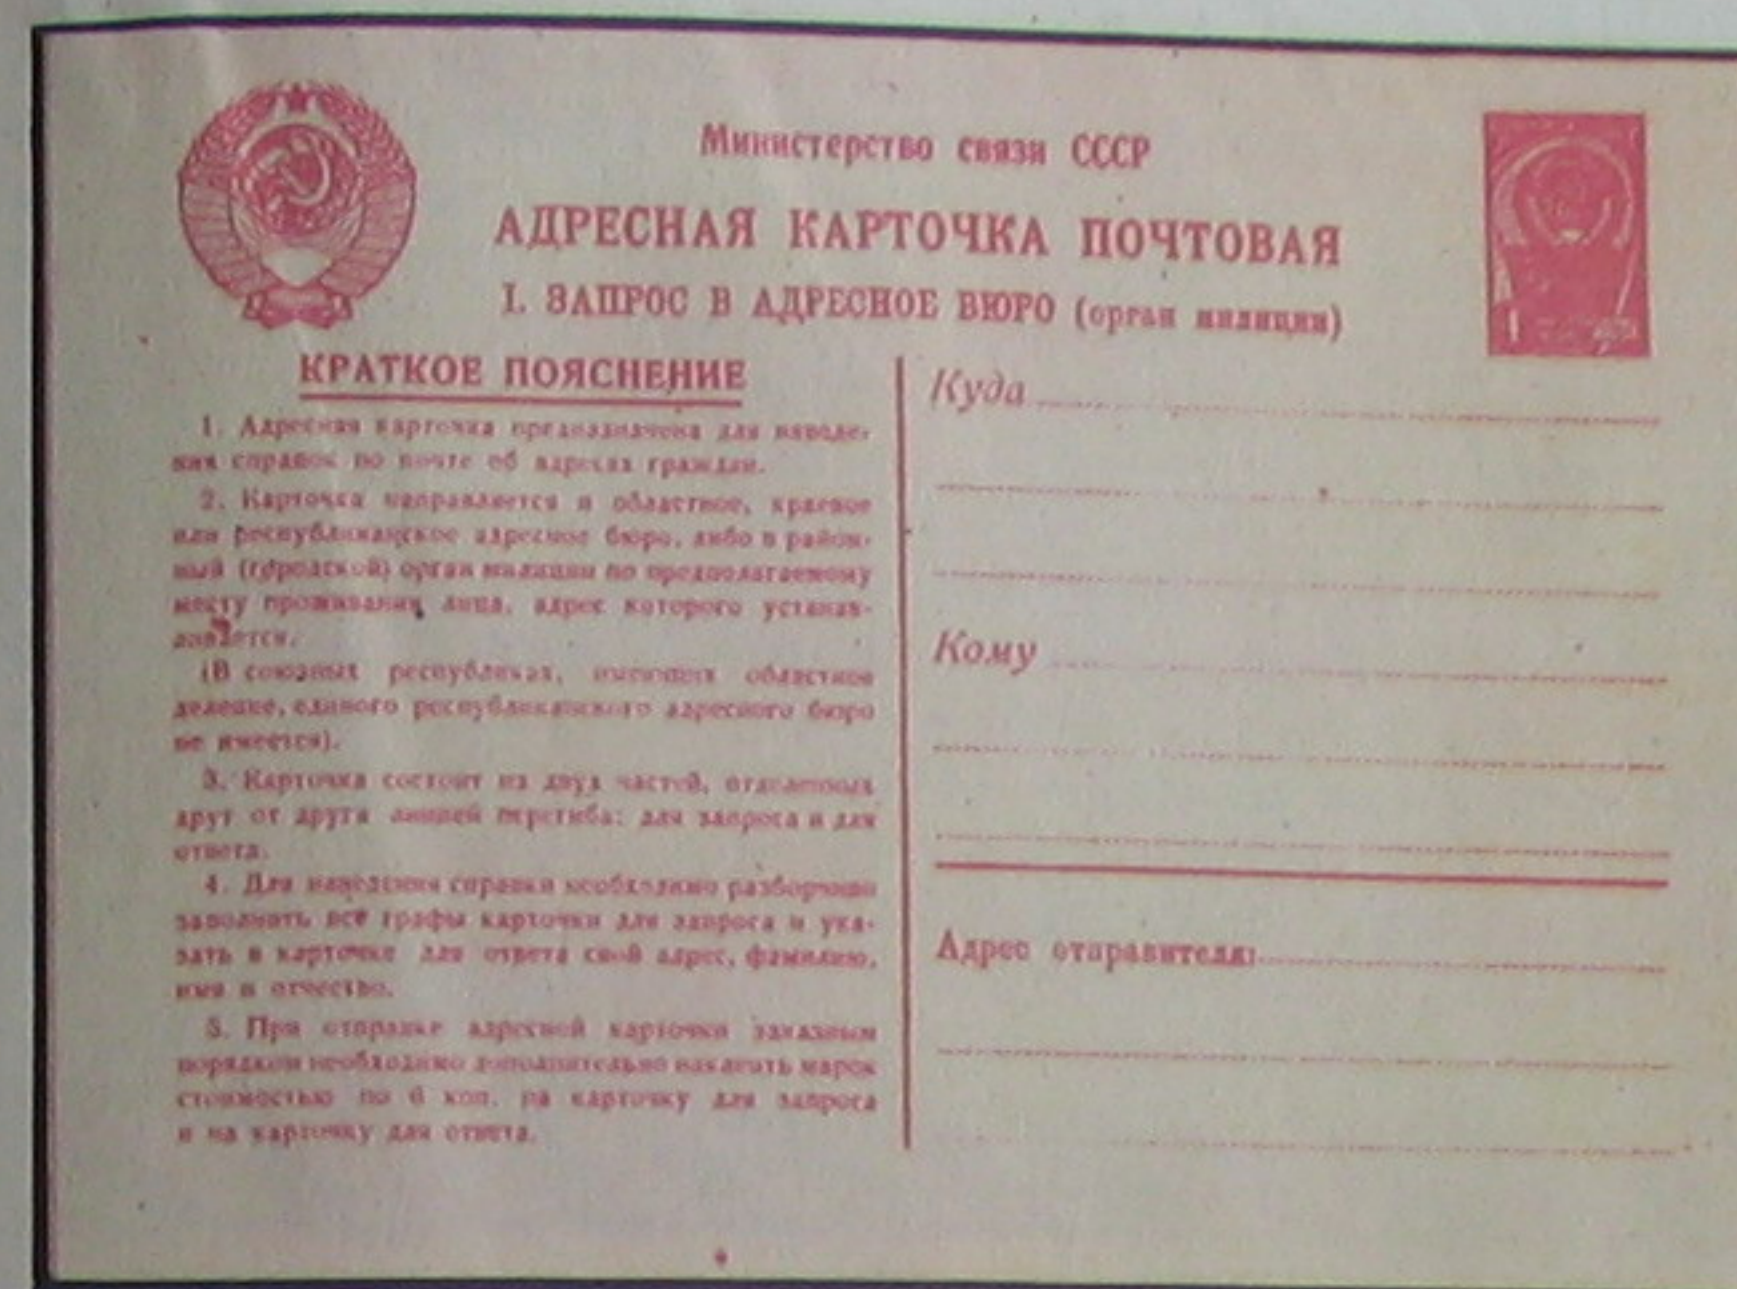 Министерство связи СССР
АДРЕСНАЯ КАРТОЧКА ПОЧТОВАЯ
I. ЗАПРОС В АДРЕСНОЕ БЮРО (орган милиции)
КРАТКОЕ ПОЯСНЕНИЕ
1. Адресная карточка предназначена для наведе-
ния справок по почте об адресах граждан.
2. Карточка направляется в областное, краевое
или республиканское адресное бюро, либо в район-
ный (городской) орган милиции по предполагаемому
месту проживания лица, адрес которого устанав-
ливается.
(В союзных республиках, имеющих областное
деление, единого республиканского адресного бюро
не имеется).
3. Карточка состоит из двух частей, отделенных
друг от друга линией перегиба: для запроса и для
ответа.
4. Для наведения справки необходимо разборчиво
заполнить все графы карточки для запроса и ука-
зать в карточке для ответа свой адрес, фамилию,
имя и отчество.
5. При отправке адресной карточки заказным
порядком необходимо дополнительно наклеить марок
стоимостью по 6 коп. на карточку для запроса
и на карточку для ответа.
Куда
Кому
Адрес отправителя: